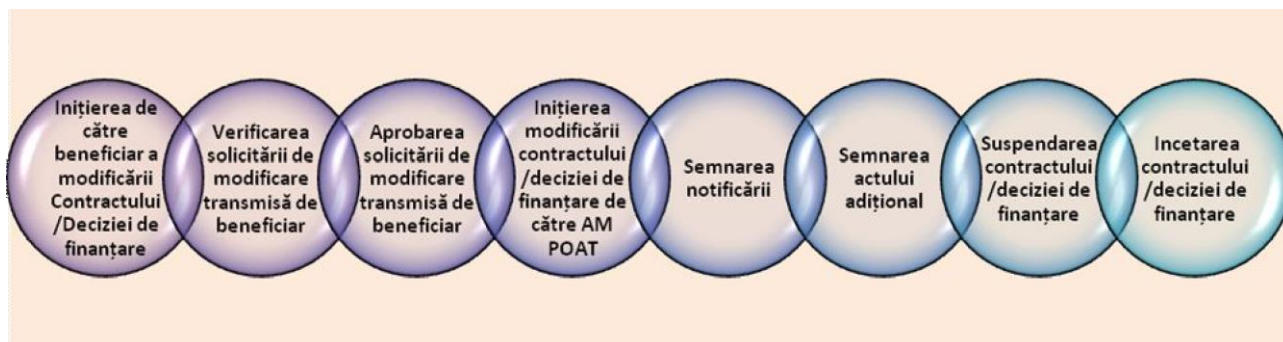 Inițierea de
către
beneficiar a
modificării
Contractului
/Deciziei de
finanțare
Verificarea
solicitării de
modificare
transmisă de
beneficiar
Aprobarea
solicitării de
modificare
transmisă de
beneficiar
Inițierea
modificării
contractului
/deciziei de
finanțare de
către AM
POAT
Semnarea
notificării
Semnarea
actului
adițional
Suspendarea
contractului
/deciziei de
finanțare
Incetarea
contractului
/deciziei de
finanțare